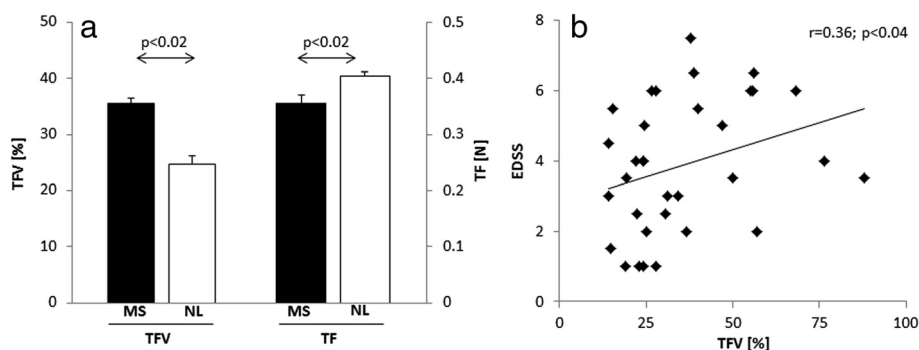 a
p<0.02
p<0.02
50
40
30
20
10
0
TFV [%]
0.5
0.4
0.3
0.2
0.1
0
TF [N]
MS NL MS NL
TFV TF
b
r=0.36; p<0.04
8
6
4
2
0
EDSS
0 25 50 75 100
TFV [%]